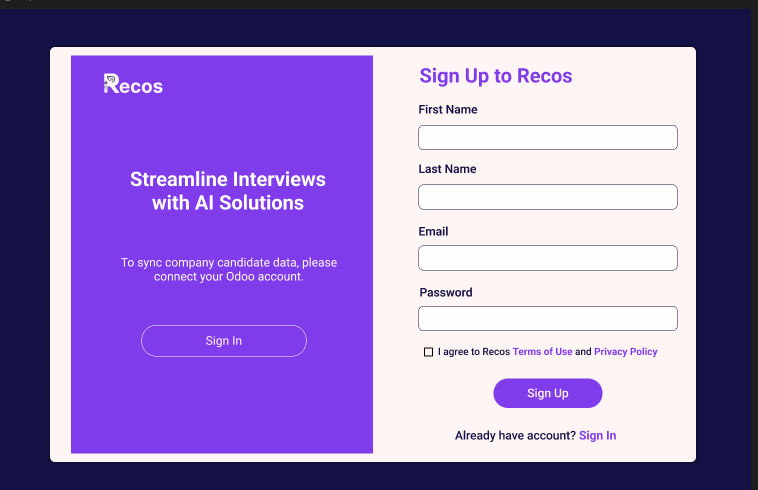 Recos
Streamline Interviews
with AI Solutions
To sync company candidate data, please
connect your Odoo account.
Sign In
Sign Up to Recos
First Name
Last Name
Email
Password
I agree to Recos Terms of Use and Privacy Policy
Sign Up
Already have account? Sign In